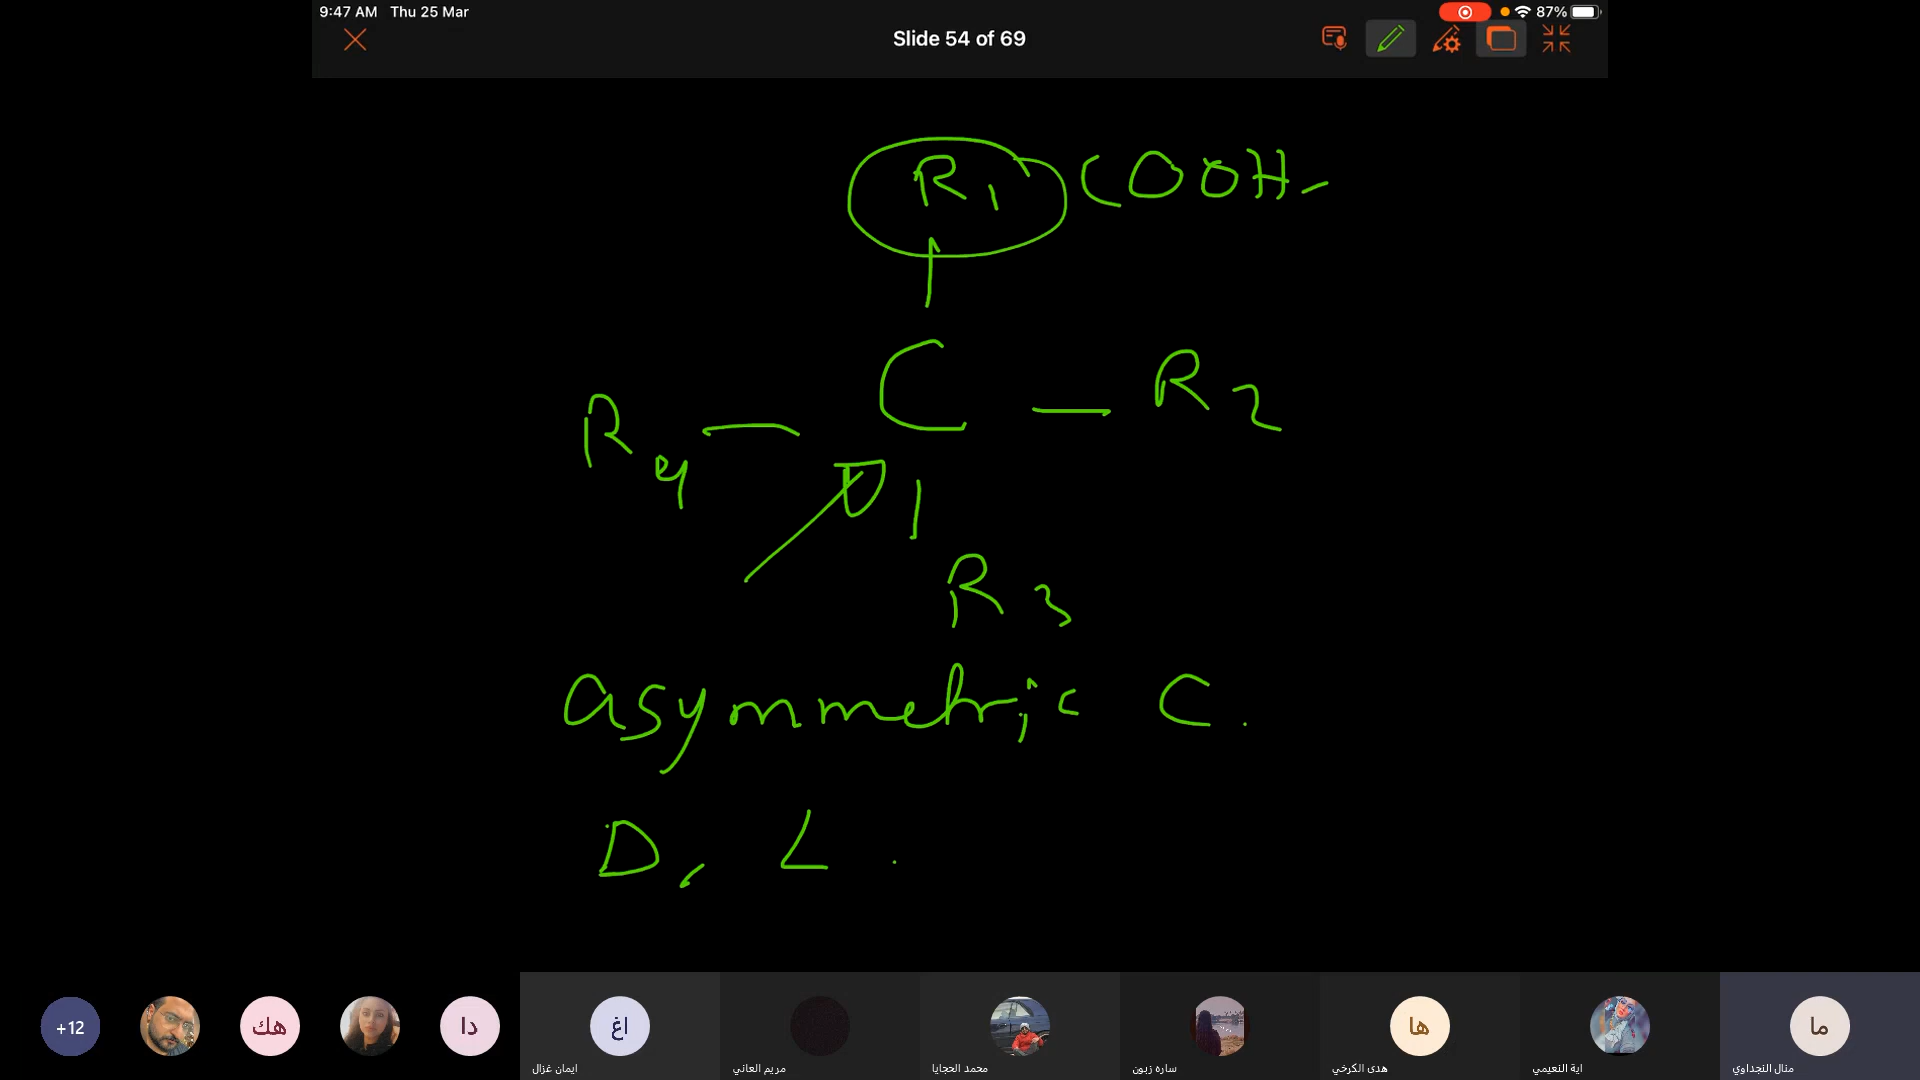 9:47 AM Thu 25 Mar
87%
Slide 54 of 69
R1 COOH
C
R2
R4
R3
asymmetric C.
D, L.
+12
هك
دا
اغ
ها
ما
ايمان غزال
مريم العاني
محمد الحجايا
ساره زبون
هدى الكرخي
اية النعيمي
منال النجداوي